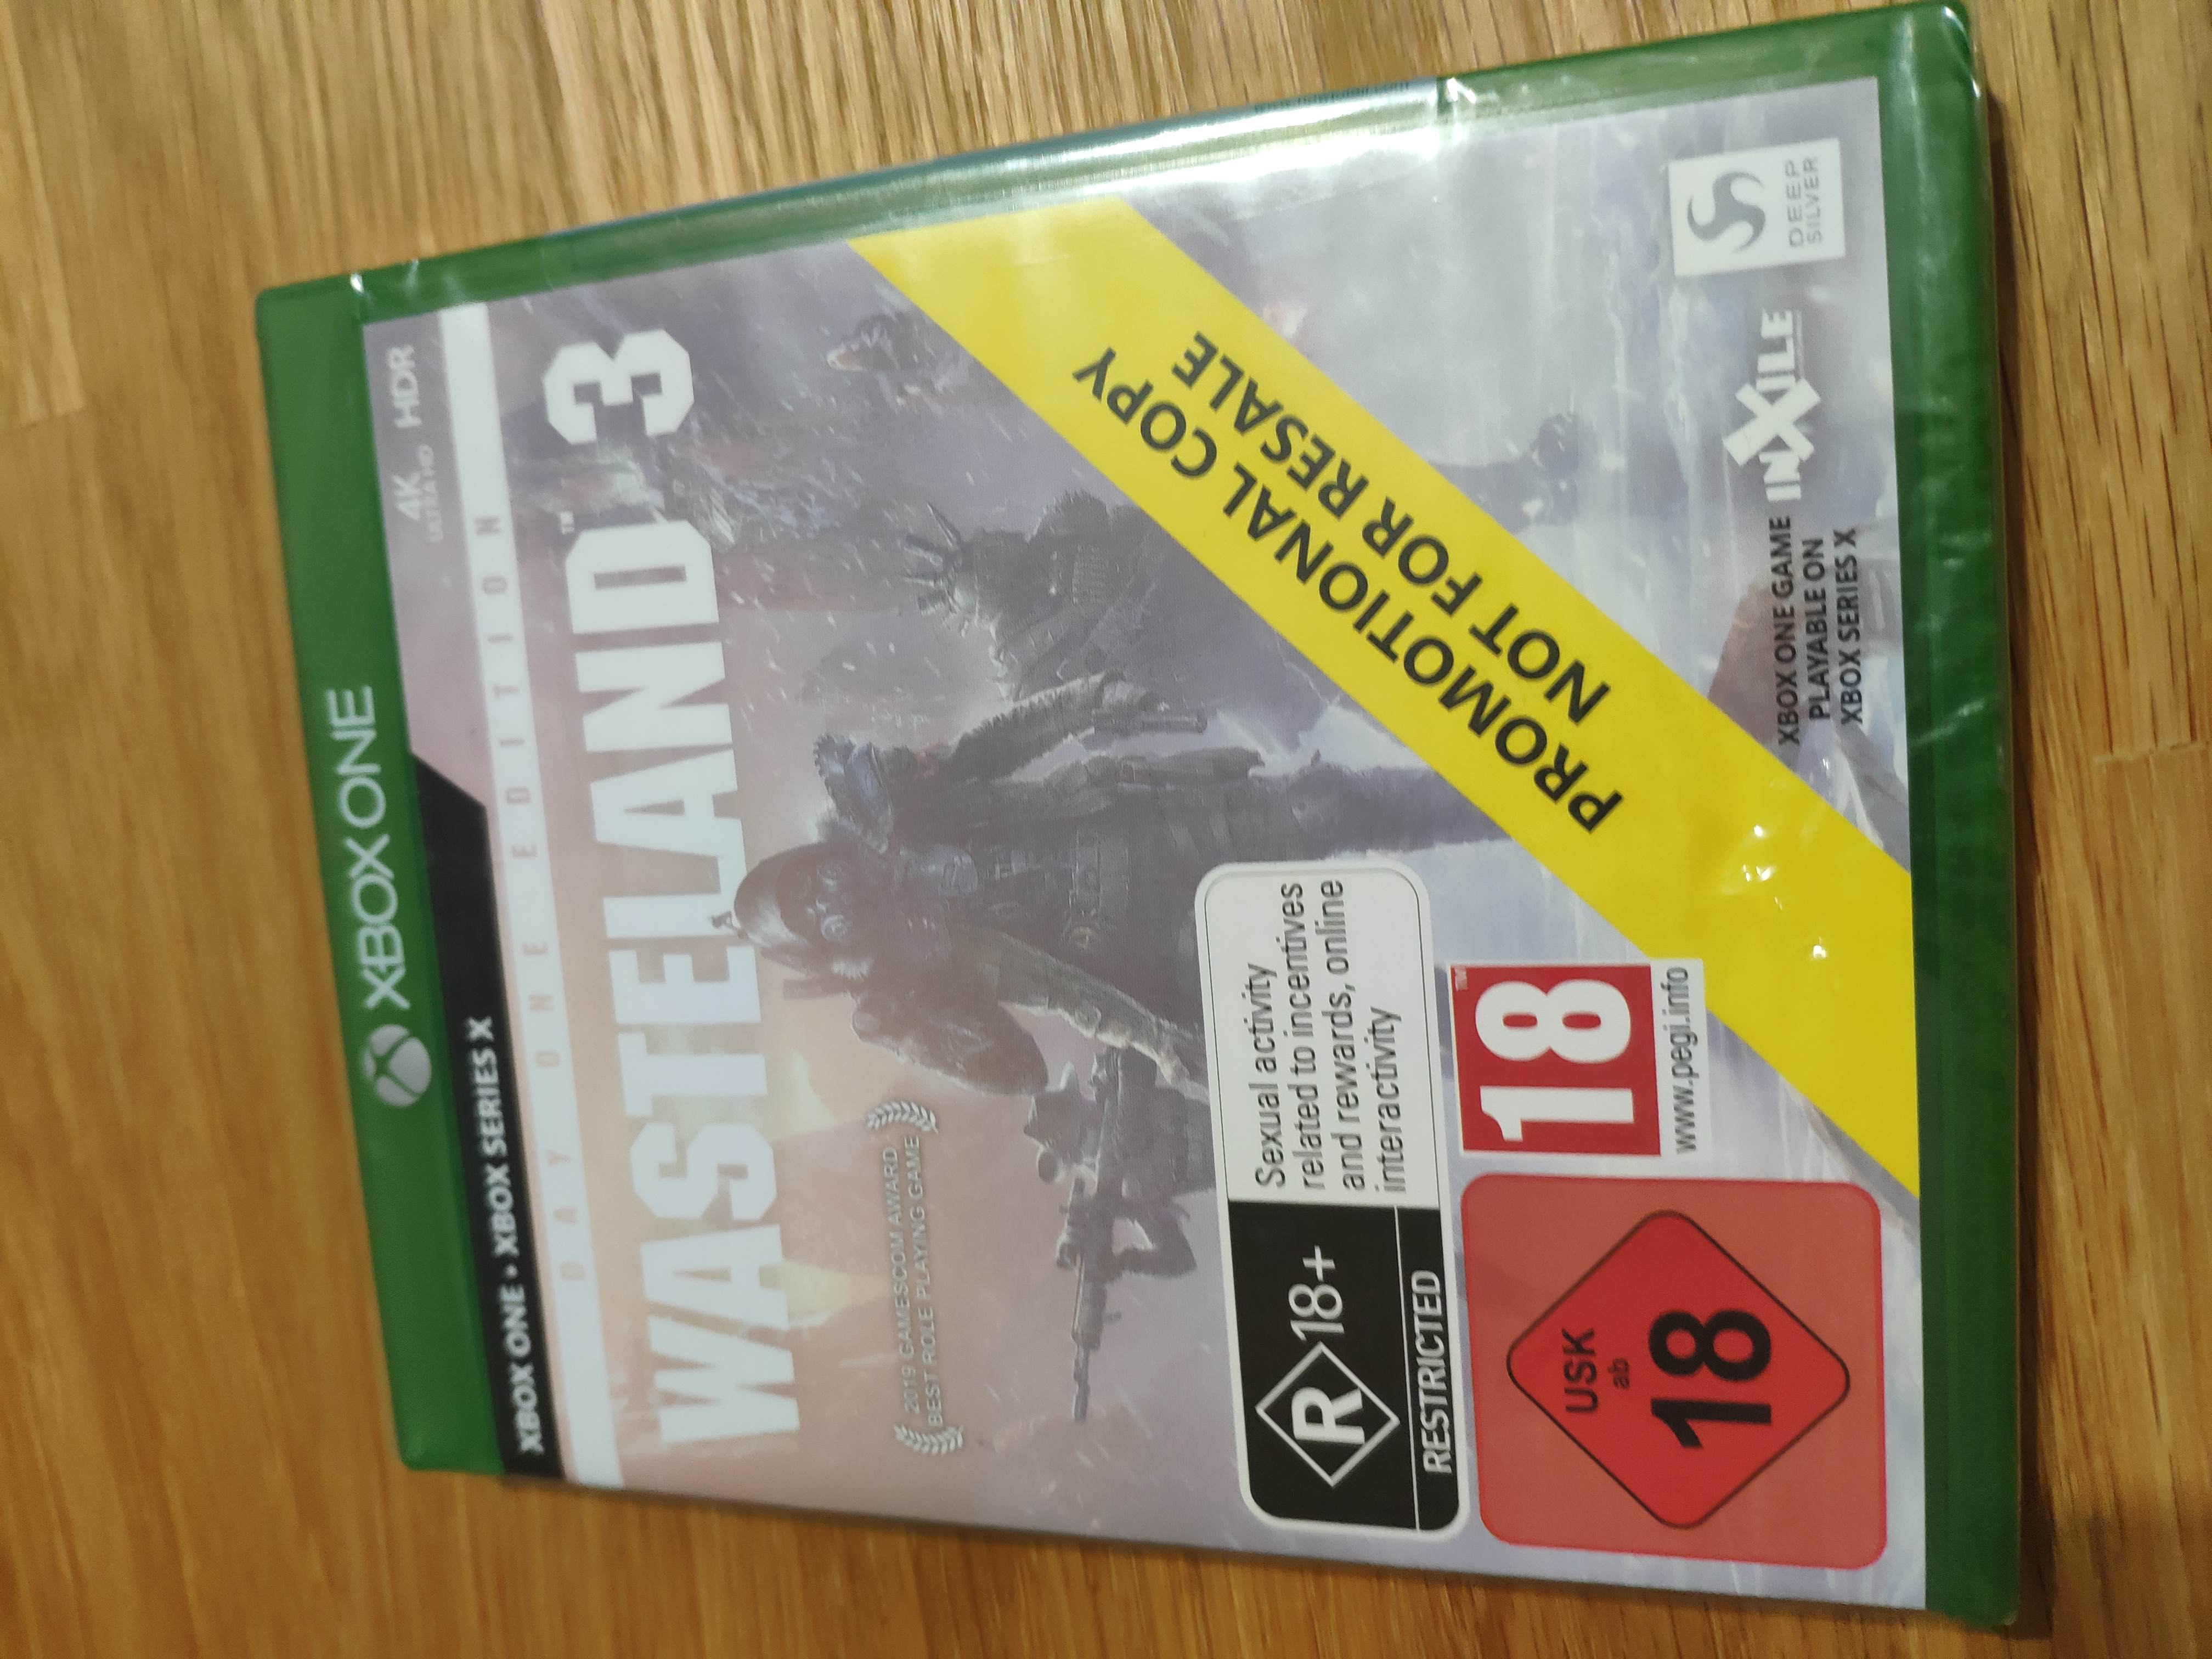 XBOX ONE
XBOX ONE • XBOX SERIES X
4K
ULTRA HD
HDR
DAY ONE EDITION
WASTELAND™ 3
2019 GAMESCOM AWARD
BEST ROLE PLAYING GAME
PROMOTIONAL COPY
NOT FOR RESALE
R 18+
RESTRICTED
Sexual activity
related to incentives
and rewards, online
interactivity
USK
ab
18
18™
www.pegi.info
XBOX ONE GAME
PLAYABLE ON
XBOX SERIES X
INXILE
DEEP
SILVER